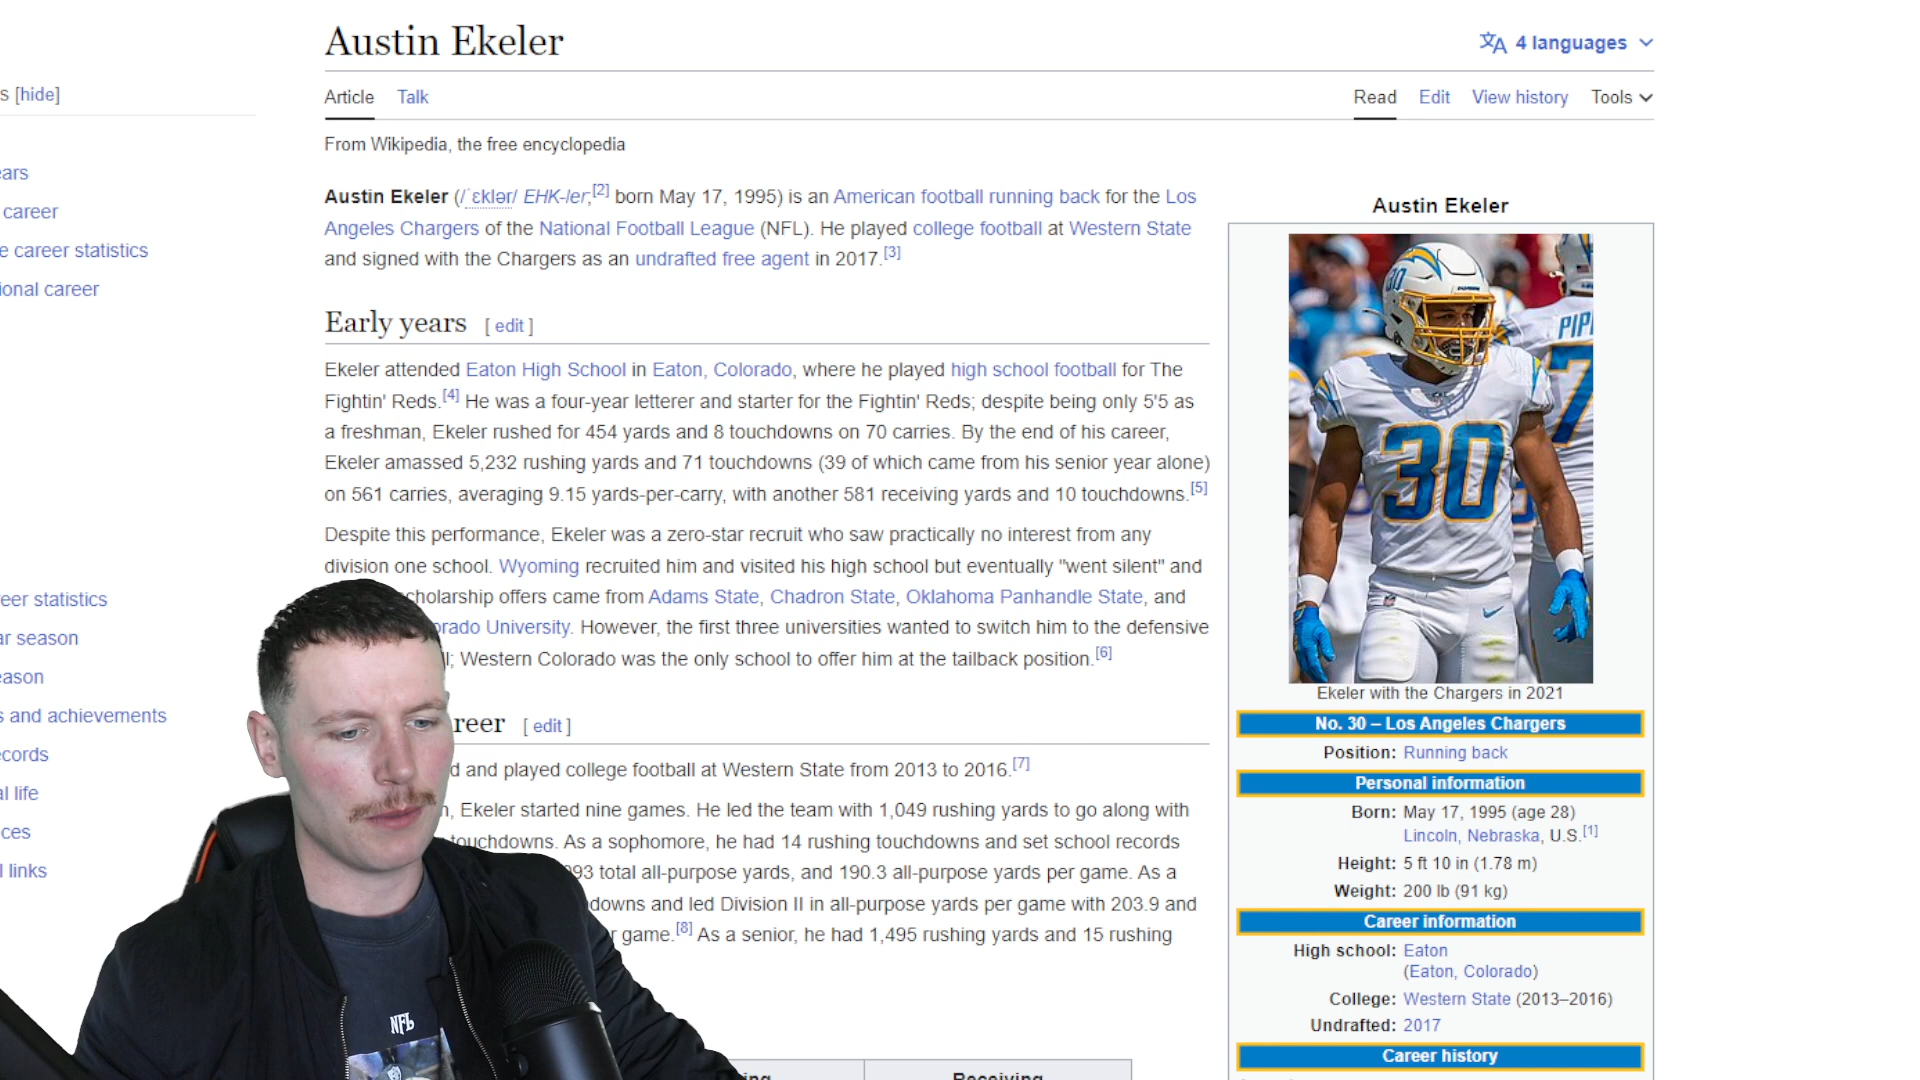 Austin Ekeler
4 languages
s [hide]
Article Talk
Read Edit View history Tools
From Wikipedia, the free encyclopedia
ears
career
e career statistics
ional career
eer statistics
ar season
eason
s and achievements
ecords
al life
ces
l links
Austin Ekeler (/ˈɛklər/ EHK-ler;[2] born May 17, 1995) is an American football running back for the Los
Angeles Chargers of the National Football League (NFL). He played college football at Western State
and signed with the Chargers as an undrafted free agent in 2017.[3]
Early years [ edit ]
Ekeler attended Eaton High School in Eaton, Colorado, where he played high school football for The
Fightin' Reds.[4] He was a four-year letterer and starter for the Fightin' Reds; despite being only 5'5 as
a freshman, Ekeler rushed for 454 yards and 8 touchdowns on 70 carries. By the end of his career,
Ekeler amassed 5,232 rushing yards and 71 touchdowns (39 of which came from his senior year alone)
on 561 carries, averaging 9.15 yards-per-carry, with another 581 receiving yards and 10 touchdowns.[5]
Despite this performance, Ekeler was a zero-star recruit who saw practically no interest from any
division one school. Wyoming recruited him and visited his high school but eventually "went silent" and
cholarship offers came from Adams State, Chadron State, Oklahoma Panhandle State, and
orado University. However, the first three universities wanted to switch him to the defensive
l; Western Colorado was the only school to offer him at the tailback position.[6]
reer [ edit ]
d and played college football at Western State from 2013 to 2016.[7]
n, Ekeler started nine games. He led the team with 1,049 rushing yards to go along with
touchdowns. As a sophomore, he had 14 rushing touchdowns and set school records
93 total all-purpose yards, and 190.3 all-purpose yards per game. As a
downs and led Division II in all-purpose yards per game with 203.9 and
r game.[8] As a senior, he had 1,495 rushing yards and 15 rushing
ing Receiving
Austin Ekeler
30
PIP
7
30
Ekeler with the Chargers in 2021
No. 30 – Los Angeles Chargers
Position: Running back
Personal information
Born: May 17, 1995 (age 28)
Lincoln, Nebraska, U.S.[1]
Height: 5 ft 10 in (1.78 m)
Weight: 200 lb (91 kg)
Career information
High school: Eaton
(Eaton, Colorado)
College: Western State (2013–2016)
Undrafted: 2017
Career history
NFL